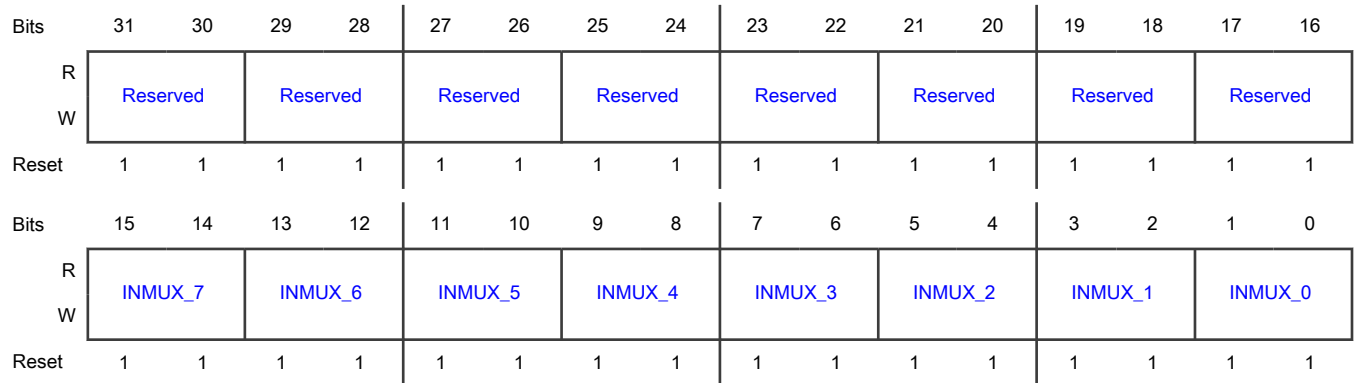 Bits 31 30 29 28 27 26 25 24 23 22 21 20 19 18 17 16
R
Reserved Reserved Reserved Reserved Reserved Reserved Reserved Reserved
W
Reset 1 1 1 1 1 1 1 1 1 1 1 1 1 1 1 1
Bits 15 14 13 12 11 10 9 8 7 6 5 4 3 2 1 0
R
INMUX_7 INMUX_6 INMUX_5 INMUX_4 INMUX_3 INMUX_2 INMUX_1 INMUX_0
W
Reset 1 1 1 1 1 1 1 1 1 1 1 1 1 1 1 1